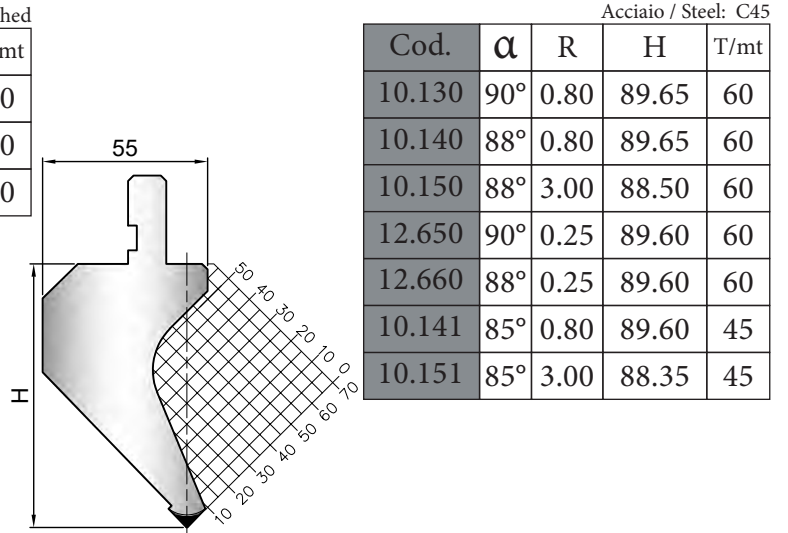 Acciaio / Steel: C45
Cod. α R H T/mt
10.130 90° 0.80 89.65 60
10.140 88° 0.80 89.65 60
10.150 88° 3.00 88.50 60
12.650 90° 0.25 89.60 60
12.660 88° 0.25 89.60 60
10.141 85° 0.80 89.60 45
10.151 85° 3.00 88.35 45
hed
mt
0
0
0
55
H
50 40 30 20 10 0
10 20 30 40 50 60 70